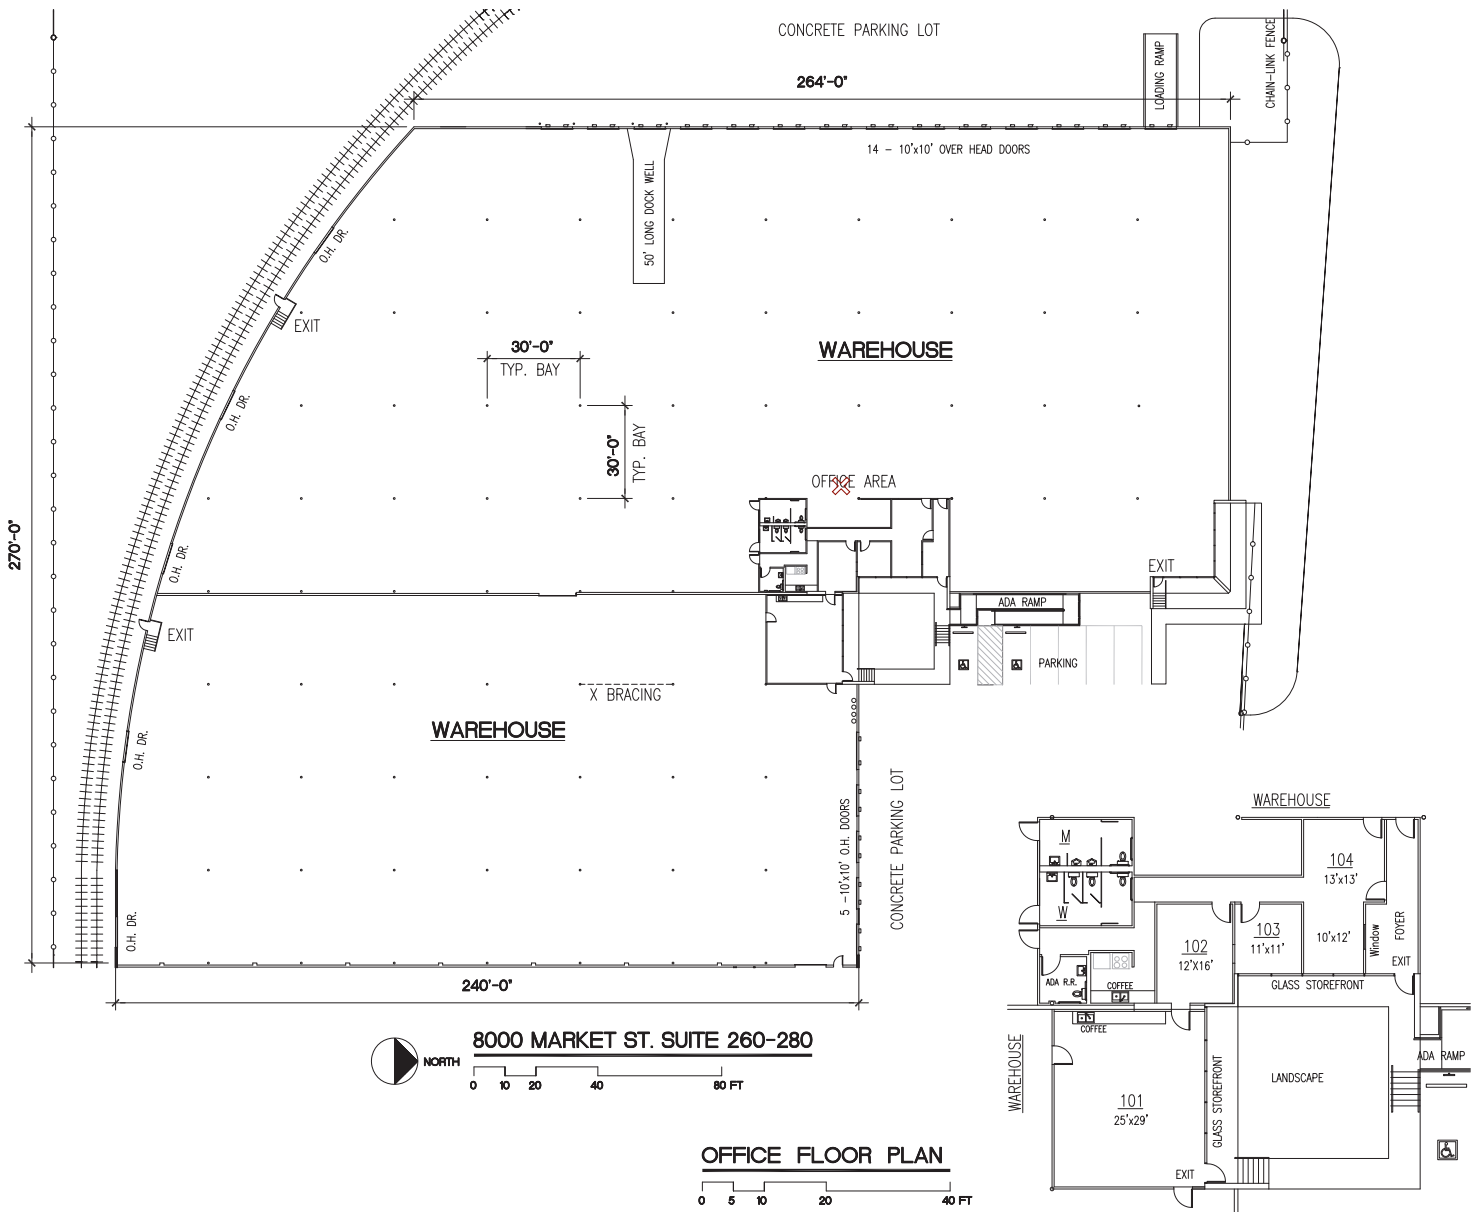 CONCRETE PARKING LOT
264'-0"
LOADING RAMP
CHAIN-LINK FENCE
14 - 10'x10' OVER HEAD DOORS
50' LONG DOCK WELL
O.H. DR.
EXIT
30'-0"
TYP. BAY
WAREHOUSE
O.H. DR.
30'-0"
TYP. BAY
OFFICE AREA
270'-0"
O.H. DR.
EXIT
ADA RAMP
EXIT
PARKING
X BRACING
WAREHOUSE
O.H. DR.
5 -10'x10' O.H. DOORS
CONCRETE PARKING LOT
O.H. DR.
240'-0"
8000 MARKET ST. SUITE 260-280
NORTH
0 10 20 40 80 FT
OFFICE FLOOR PLAN
0 5 10 20 40 FT
WAREHOUSE
M
104
13'x13'
W
103
11'x11'
10'x12'
Window
FOYER
EXIT
102
12'X16'
ADA R.R.
COFFEE
GLASS STOREFRONT
COFFEE
WAREHOUSE
GLASS STOREFRONT
LANDSCAPE
ADA RAMP
101
25'x29'
EXIT